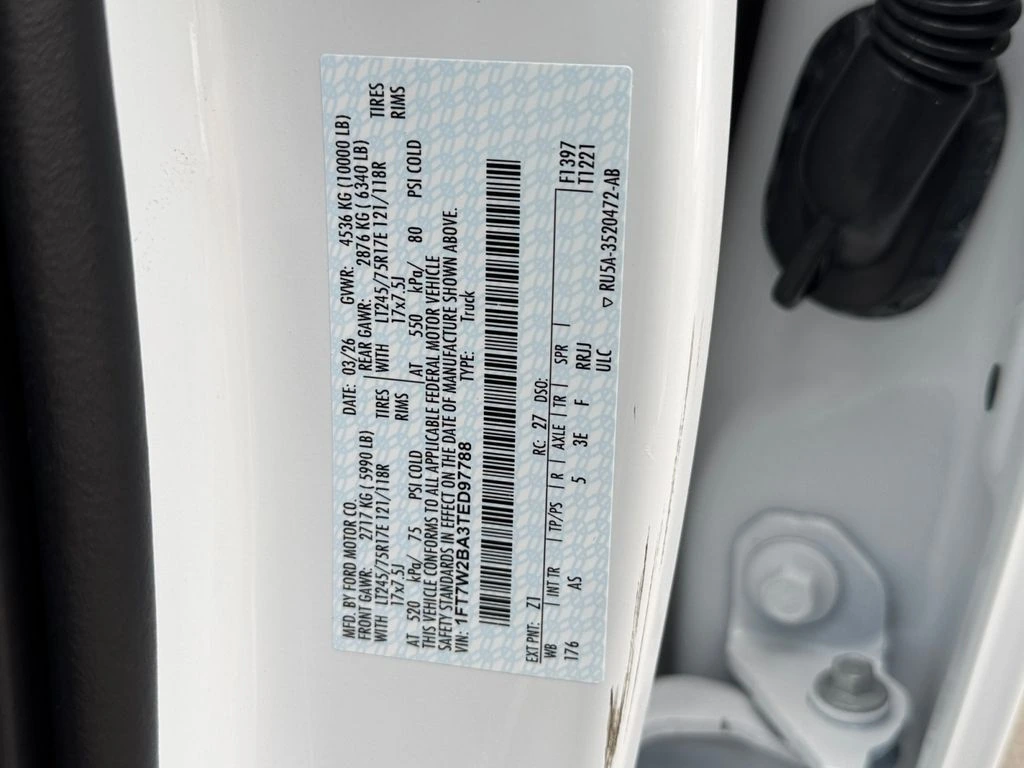 MFD. BY FORD MOTOR CO. DATE: 03/26 GVWR: 4536 KG (10000 LB)
FRONT GAWR: 2717 KG ( 5990 LB) REAR GAWR: 2876 KG ( 6340 LB)
WITH LT245/75R17E 121/118R TIRES WITH LT245/75R17E 121/118R TIRES
17x7.5J RIMS 17x7.5J RIMS
AT 520 kPa/ 75 PSI COLD AT 550 kPa/ 80 PSI COLD
THIS VEHICLE CONFORMS TO ALL APPLICABLE FEDERAL MOTOR VEHICLE
SAFETY STANDARDS IN EFFECT ON THE DATE OF MANUFACTURE SHOWN ABOVE.
VIN: 1FT7W2BA3TED97788 TYPE: Truck
EXT PNT: Z1 RC: 27 DSO: F1397
WB INT TR TP/PS R AXLE TR SPR T1221
176 AS 5 3E F RRJJ
ULC ▽ RU5A-3520472-AB